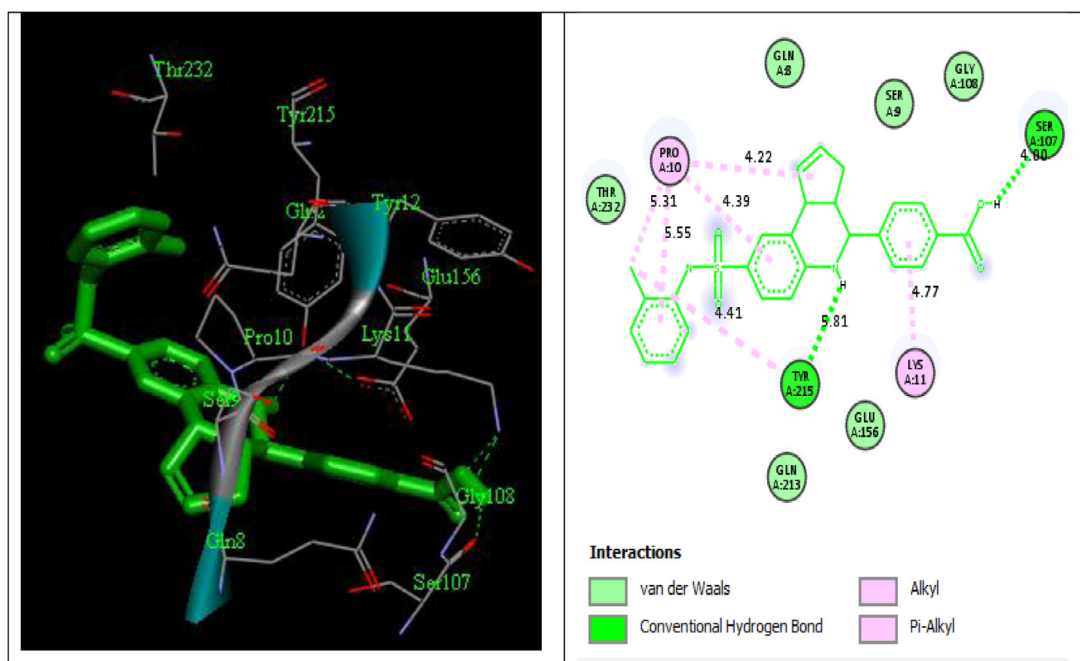 Thr232
Tyr215
Tyr12
Glu156
Pro10
Lys11
Ser9
Gly108
Gln8
Ser107
GLN
A:8
GLY
A:108
SER
A:9
SER
A:107
4.00
PRO
A:10
4.22
THR
A:232
5.31
4.39
5.55
O
H
O
S
N
O
N
H
O
O
4.77
4.41
5.81
LYS
A:11
TYR
A:215
GLU
A:156
GLN
A:213
Interactions
van der Waals
Alkyl
Conventional Hydrogen Bond
Pi-Alkyl